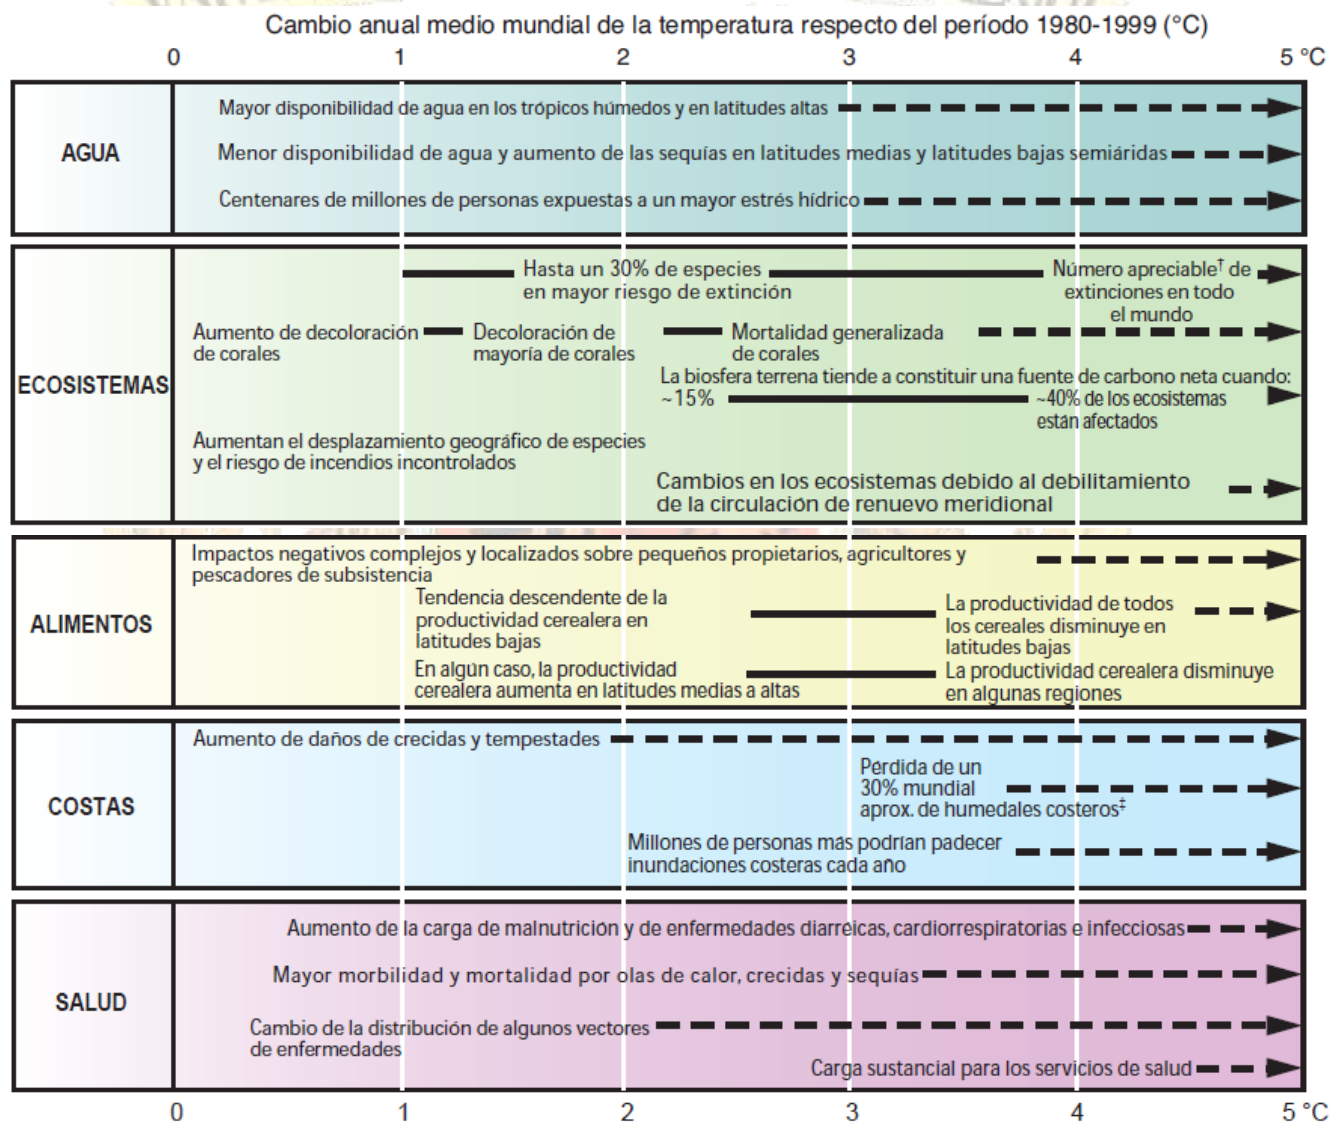 Cambio anual medio mundial de la temperatura respecto del período 1980-1999 (°C)
0 1 2 3 4 5 °C
AGUA
Mayor disponibilidad de agua en los trópicos húmedos y en latitudes altas
Menor disponibilidad de agua y aumento de las sequías en latitudes medias y latitudes bajas semiáridas
Centenares de millones de personas expuestas a un mayor estrés hídrico
ECOSISTEMAS
Hasta un 30% de especies
en mayor riesgo de extinción
Número apreciable† de
extinciones en todo
el mundo
Aumento de decoloración
de corales
Decoloración de
mayoría de corales
Mortalidad generalizada
de corales
La biosfera terrena tiende a constituir una fuente de carbono neta cuando:
~15%
~40% de los ecosistemas
están afectados
Aumentan el desplazamiento geográfico de especies
y el riesgo de incendios incontrolados
Cambios en los ecosistemas debido al debilitamiento
de la circulación de renuevo meridional
ALIMENTOS
Impactos negativos complejos y localizados sobre pequeños propietarios, agricultores y
pescadores de subsistencia
Tendencia descendente de la
productividad cerealera en
latitudes bajas
La productividad de todos
los cereales disminuye en
latitudes bajas
En algún caso, la productividad
cerealera aumenta en latitudes medias a altas
La productividad cerealera disminuye
en algunas regiones
COSTAS
Aumento de daños de crecidas y tempestades
Pérdida de un
30% mundial
aprox. de humedales costeros‡
Millones de personas más podrían padecer
inundaciones costeras cada año
SALUD
Aumento de la carga de malnutrición y de enfermedades diarréicas, cardiorrespiratorias e infecciosas
Mayor morbilidad y mortalidad por olas de calor, crecidas y sequías
Cambio de la distribución de algunos vectores
de enfermedades
Carga sustancial para los servicios de salud
0 1 2 3 4 5 °C